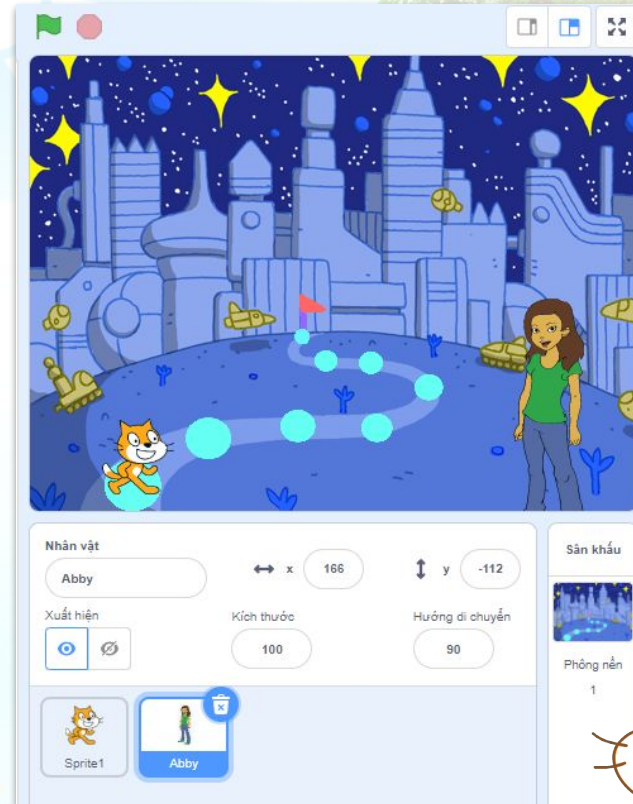 Nhân vật
Abby
x 166
y -112
Xuất hiện
Kích thước
100
Hướng di chuyển
90
Sprite1
Abby
Sân khấu
Phông nền
1